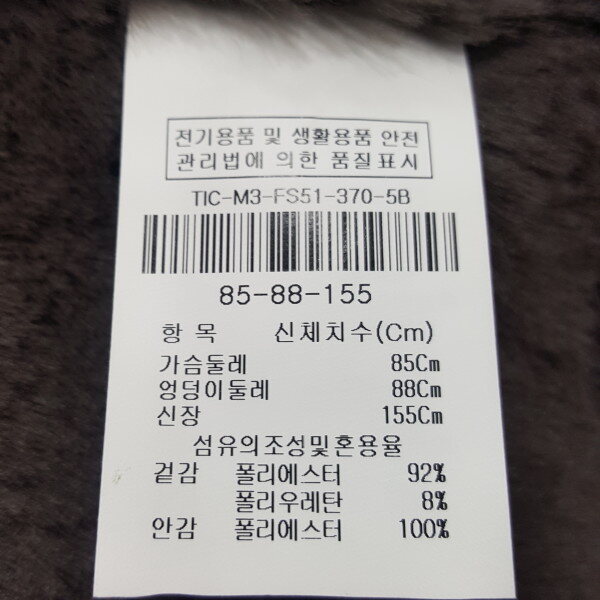 전기용품 및 생활용품 안전
관리법에 의한 품질표시
TIC-M3-FS51-370-5B
85-88-155
항 목 신체치수(Cm)
가슴둘레 85Cm
엉덩이둘레 88Cm
신장 155Cm
섬유의조성및혼용율
겉감 폴리에스터 92%
폴리우레탄 8%
안감 폴리에스터 100%